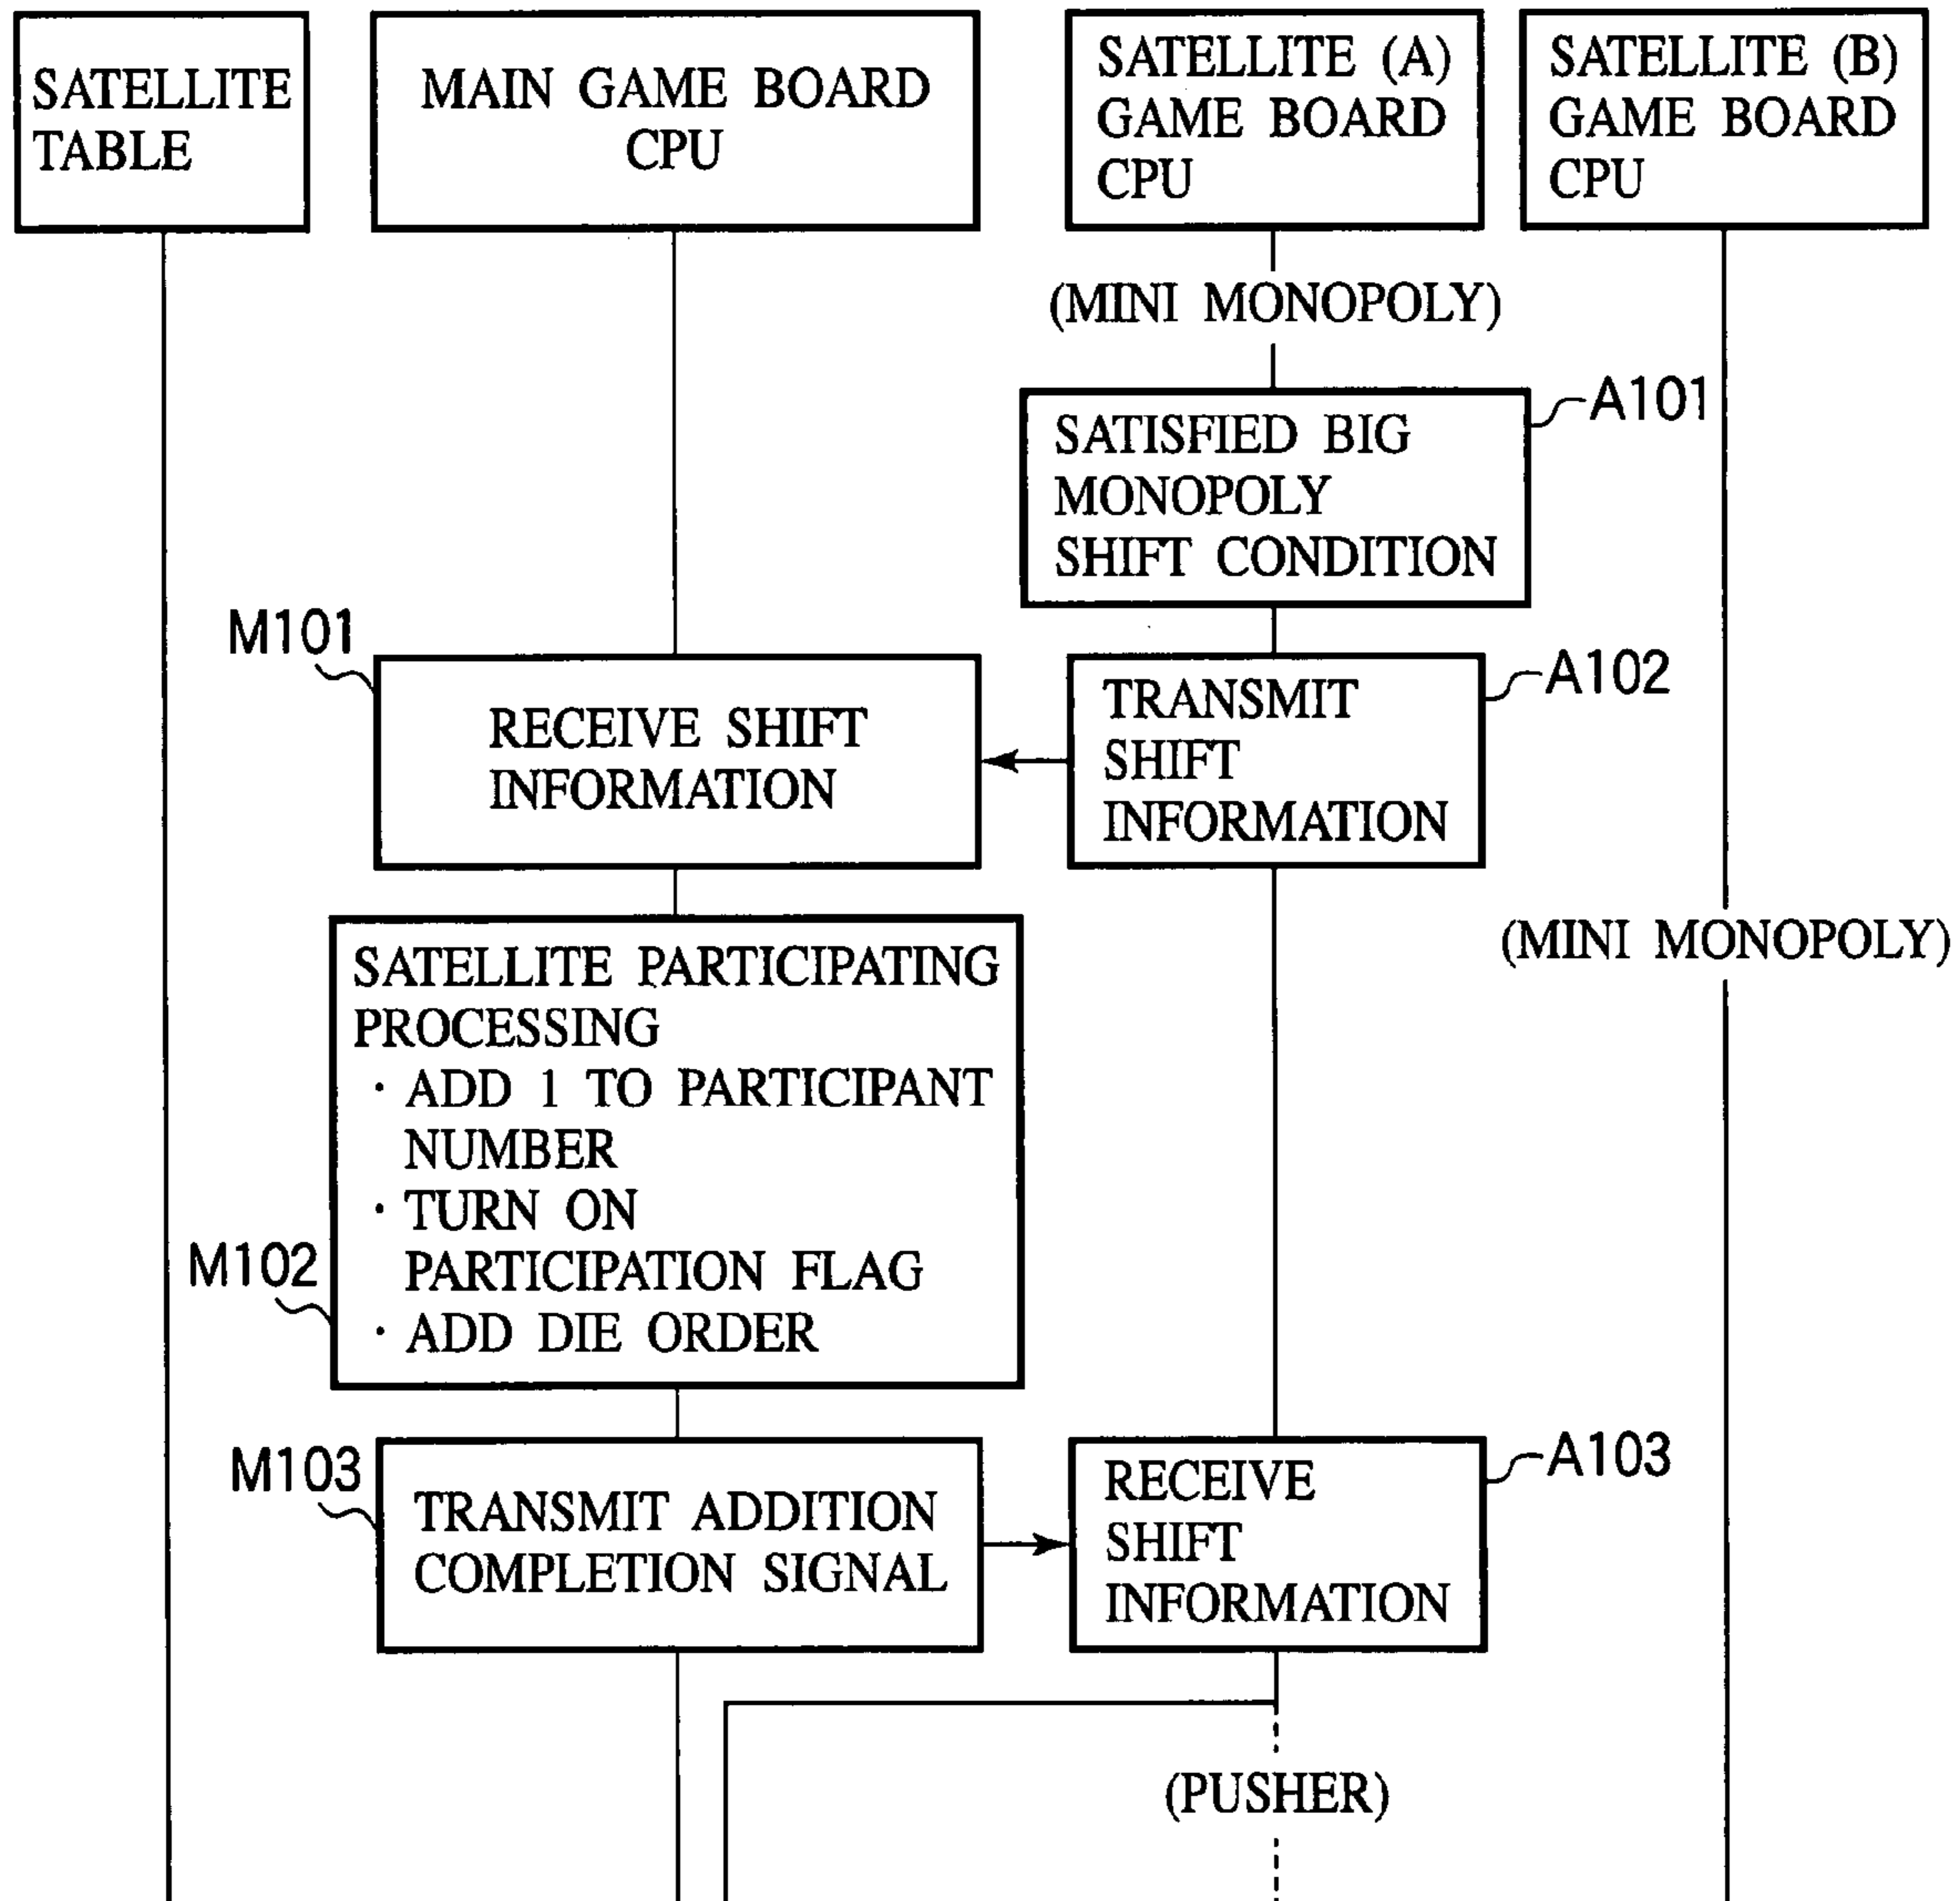 SATELLITE
TABLE
MAIN GAME BOARD
CPU
SATELLITE (A)
GAME BOARD
CPU
SATELLITE (B)
GAME BOARD
CPU
(MINI MONOPOLY)
A101
SATISFIED BIG
MONOPOLY
SHIFT CONDITION
M101
RECEIVE SHIFT
INFORMATION
A102
TRANSMIT
SHIFT
INFORMATION
(MINI MONOPOLY)
M102
SATELLITE PARTICIPATING
PROCESSING
· ADD 1 TO PARTICIPANT
NUMBER
· TURN ON
PARTICIPATION FLAG
· ADD DIE ORDER
M103
TRANSMIT ADDITION
COMPLETION SIGNAL
A103
RECEIVE
SHIFT
INFORMATION
(PUSHER)